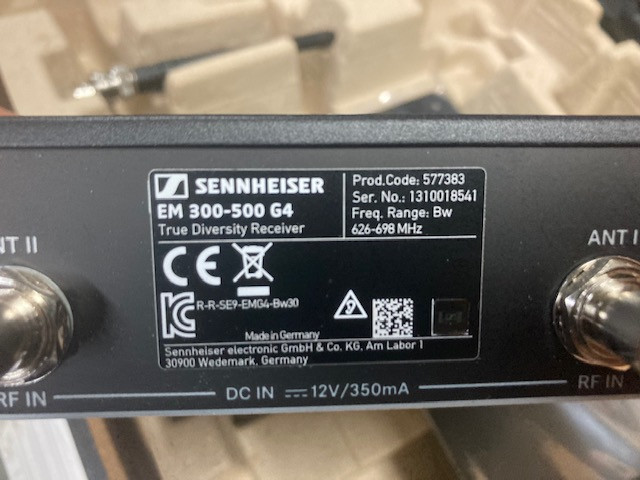 SENNHEISER
EM 300-500 G4
True Diversity Receiver
Prod.Code: 577383
Ser. No.: 1310018541
Freq. Range: Bw
626-698 MHz
R-R-SE9-EMG4-Bw30
Made in Germany
Sennheiser electronic GmbH & Co. KG, Am Labor 1
30900 Wedemark, Germany
NT II
ANT I
RF IN
DC IN 12V/350mA
RF IN